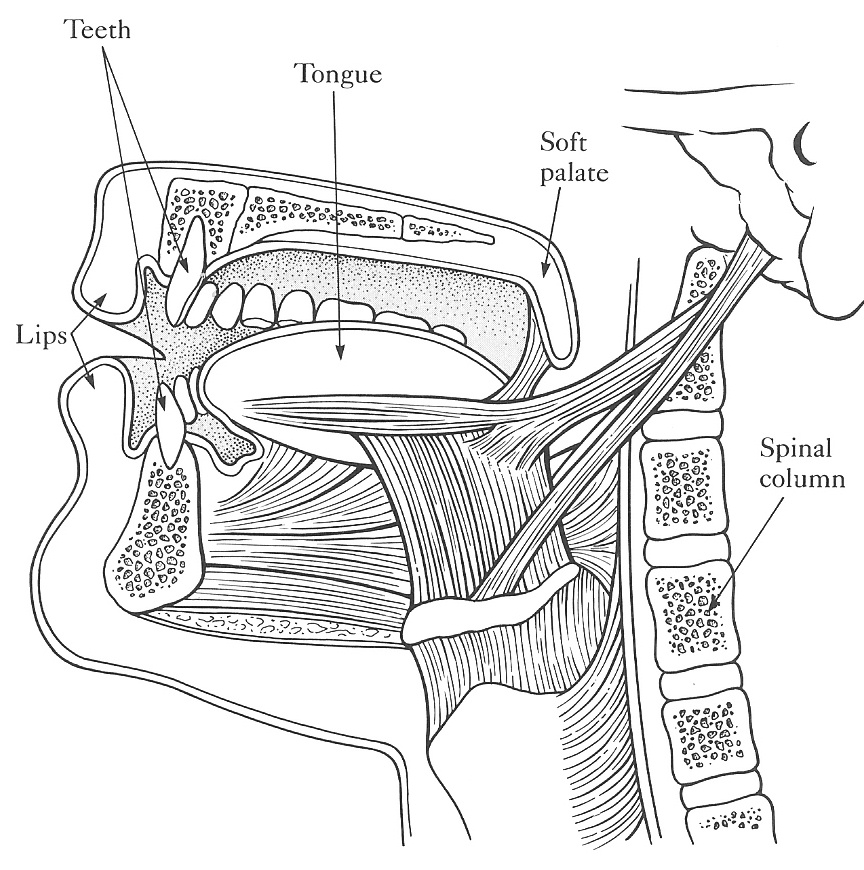 Teeth
Tongue
Soft
palate
Lips
Spinal
column